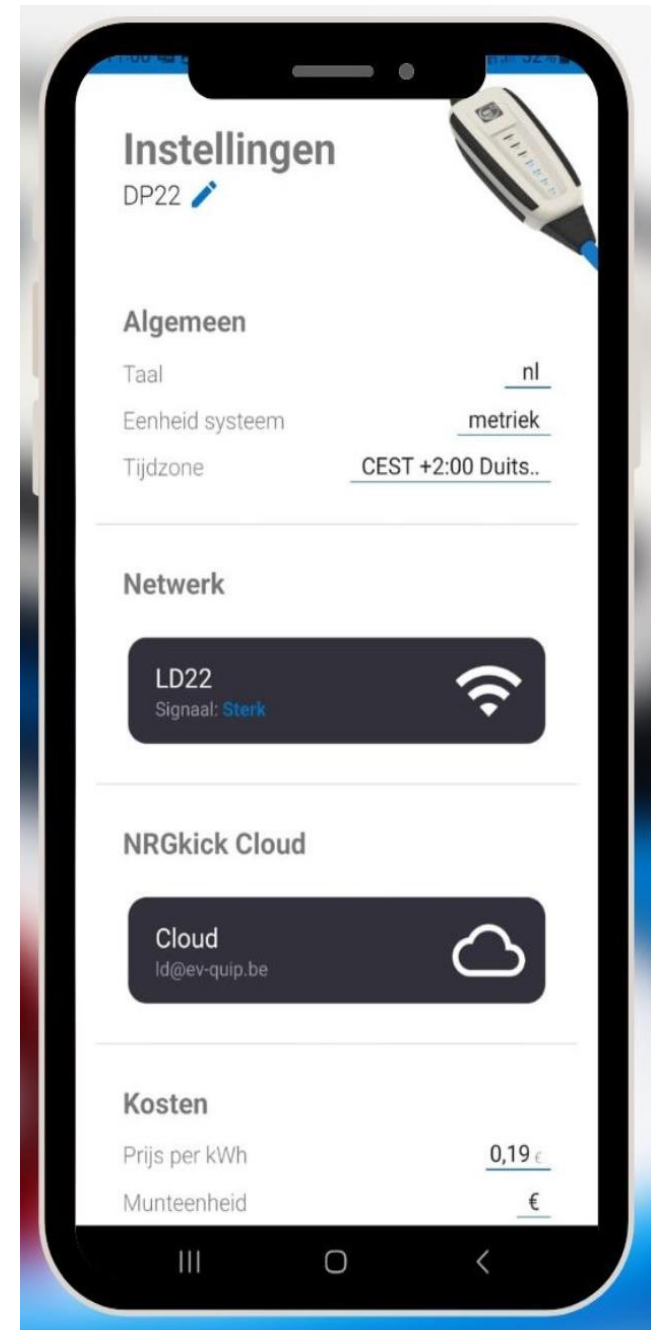 Instellingen
DP22
Algemeen
Taal nl
Eenheid systeem metriek
Tijdzone CEST +2:00 Duits..
Netwerk
LD22
Signaal: Sterk
NRGkick Cloud
Cloud
ld@ev-quip.be
Kosten
Prijs per kWh 0,19 €
Munteenheid €